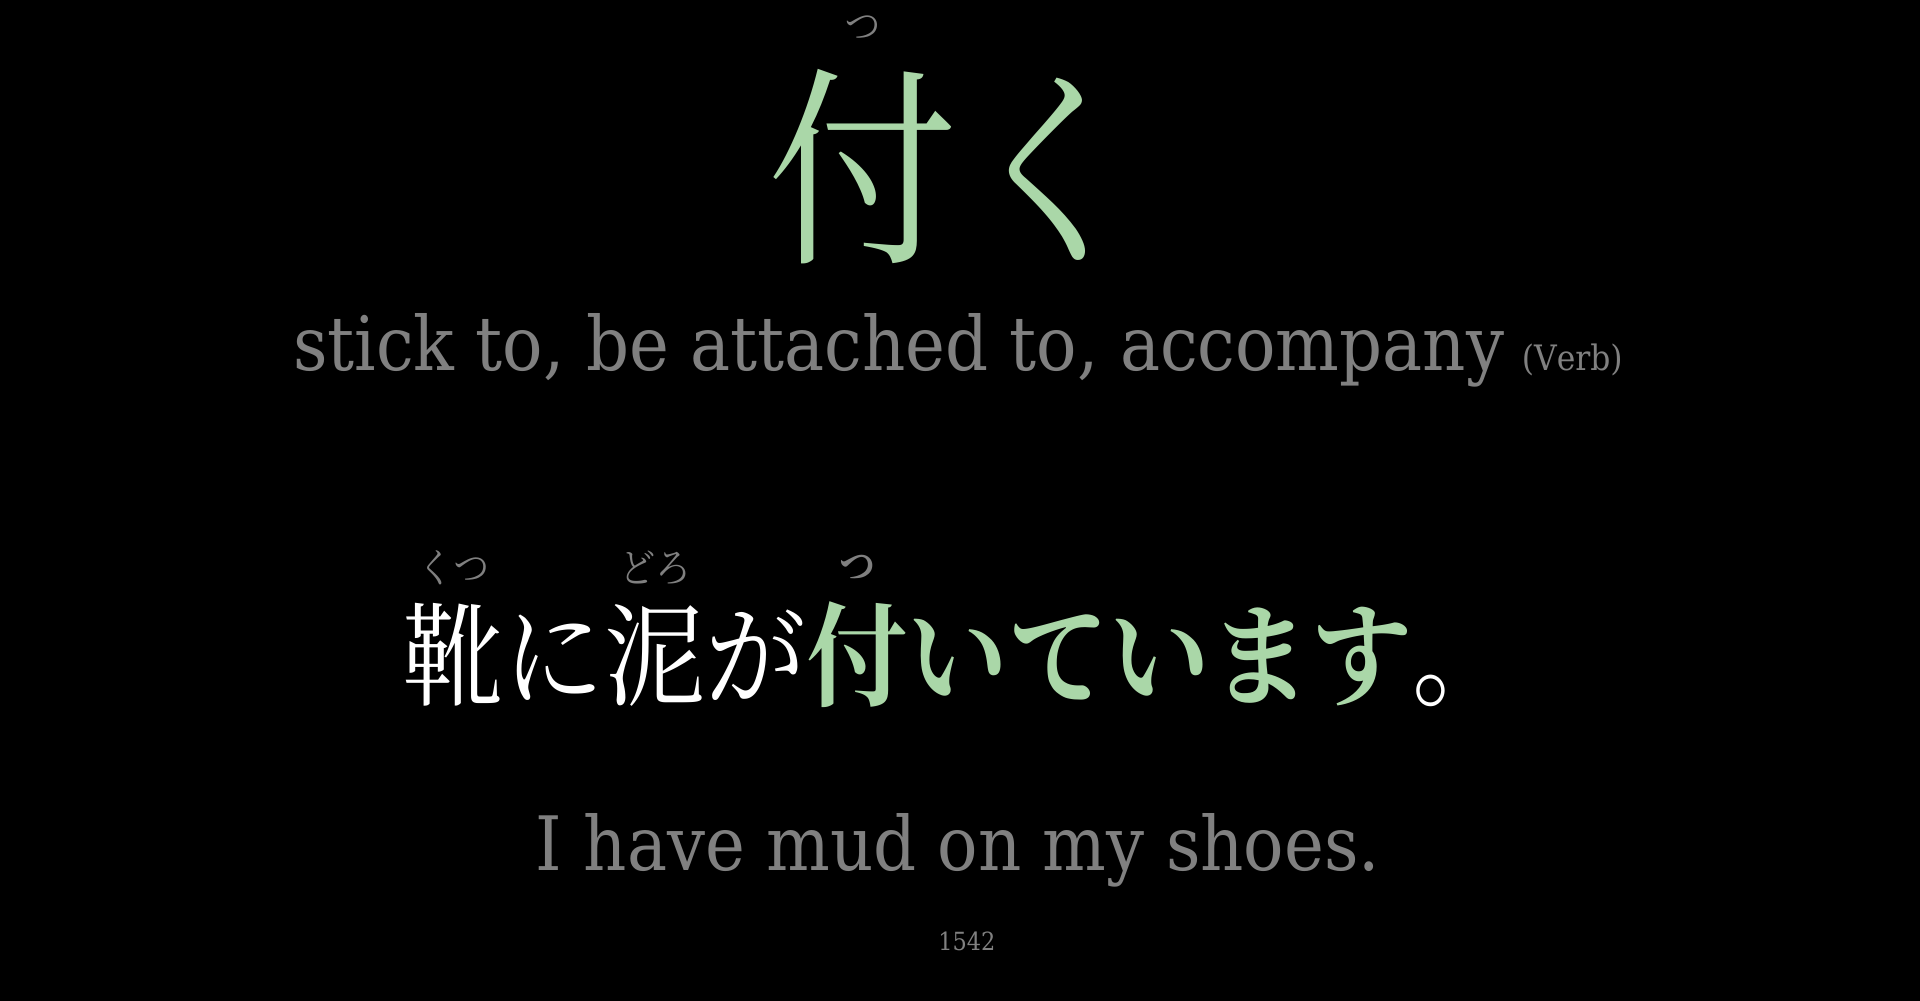 つ
付く
stick to, be attached to, accompany (Verb)
くつ どろ つ
靴に泥が付いています。
I have mud on my shoes.
1542